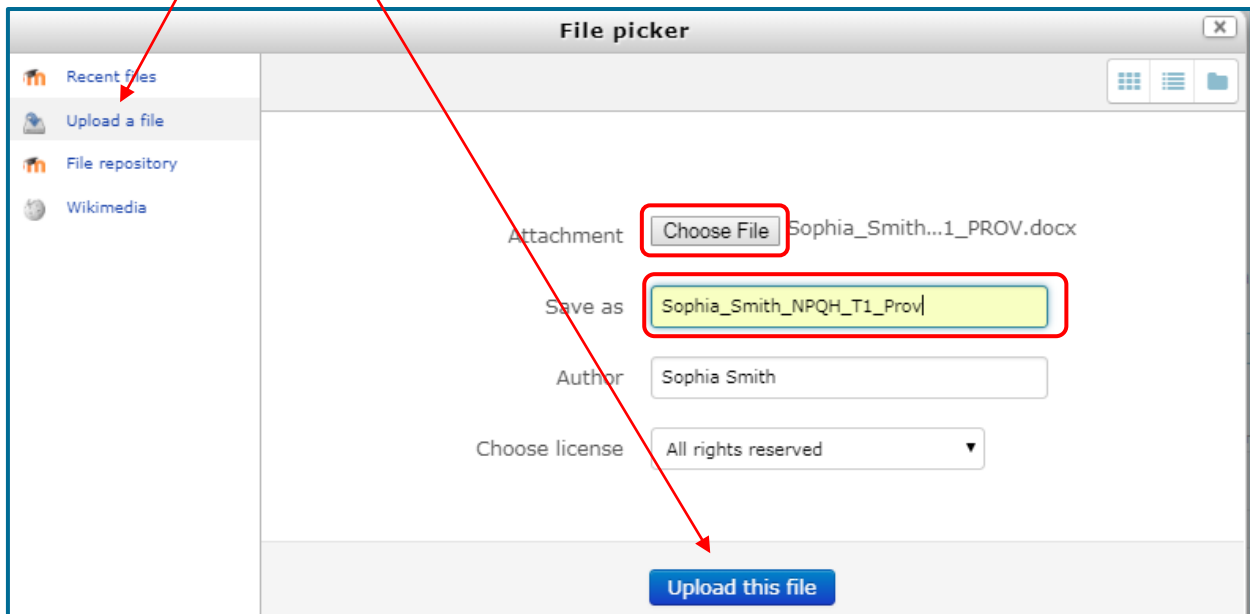 File picker
x
Recent files
Upload a file
File repository
Wikimedia
Attachment Choose File Sophia_Smith...1_PROV.docx
Save as Sophia_Smith_NPQH_T1_Prov
Author Sophia Smith
Choose license All rights reserved
Upload this file